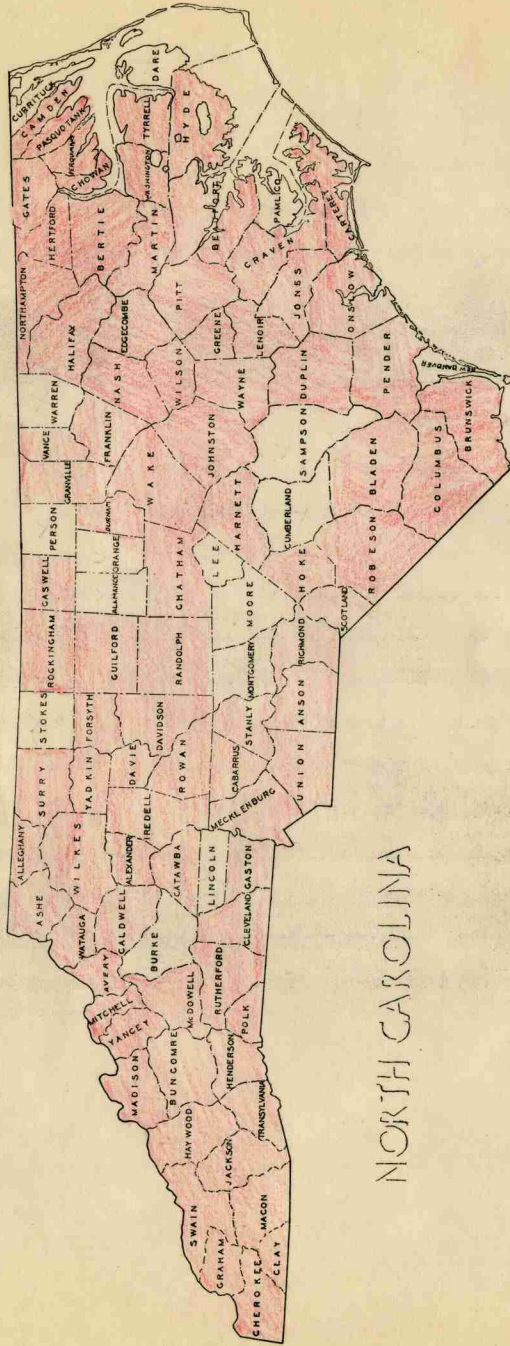 CURRITUCK
CAMDEN
PASQUOTANK
PERQUIMANS
CHOWAN
GATES
HERTFORD
NORTHAMPTON
BERTIE
HALIFAX
WARREN
VANCE
GRANVILLE
PERSON
CASWELL
ROCKINGHAM
STOKES
SURRY
ALLEGHANY
ASHE
WATAUGA
WILKES
YADKIN
FORSYTH
GUILFORD
ALAMANCE
ORANGE
DURHAM
FRANKLIN
NASH
EDGECOMBE
MARTIN
WASHINGTON
TYRRELL
DARE
HYDE
BEAUFORT
PITT
WILSON
WAKE
CHATHAM
RANDOLPH
DAVIDSON
DAVIE
IREDELL
ALEXANDER
CALDWELL
AVERY
MITCHELL
YANCEY
MADISON
BUNCOMBE
McDOWELL
BURKE
CATAWBA
ROWAN
LINCOLN
CABARRUS
STANLY
MONTGOMERY
MOORE
LEE
HARNETT
JOHNSTON
WAYNE
GREENE
LENOIR
CRAVEN
PAMLICO
CARTERET
JONES
ONSLOW
DUPLIN
SAMPSON
CUMBERLAND
HOKE
RICHMOND
SCOTLAND
ANSON
UNION
MECKLENBURG
GASTON
CLEVELAND
RUTHERFORD
POLK
HENDERSON
TRANSYLVANIA
HAYWOOD
JACKSON
SWAIN
GRAHAM
MACON
CHEROKEE
CLAY
ROBESON
BLADEN
PENDER
NEW HANOVER
COLUMBUS
BRUNSWICK
NORTH CAROLINA